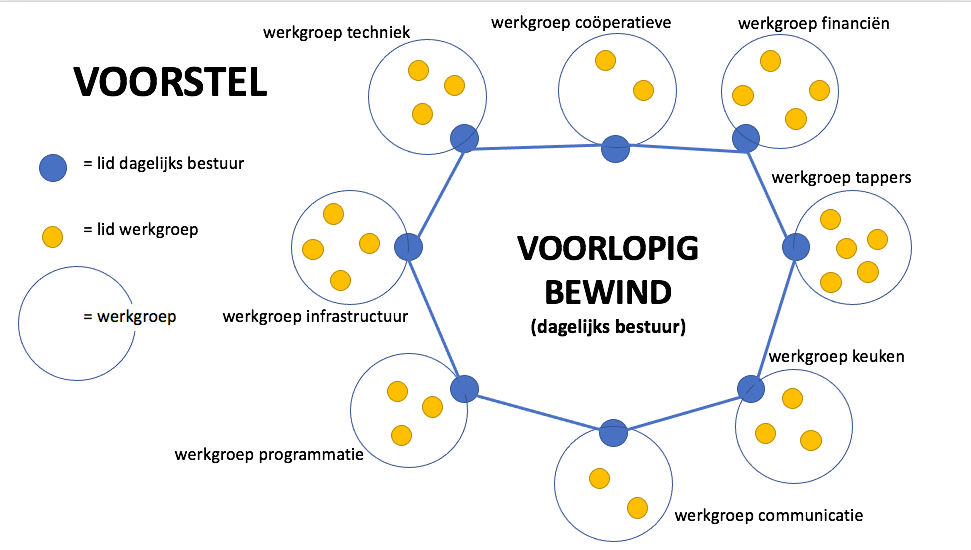 werkgroep techniek
werkgroep coöperatieve
werkgroep financiën
VOORSTEL
= lid dagelijks bestuur
werkgroep tappers
= lid werkgroep
VOORLOPIG
BEWIND
(dagelijks bestuur)
= werkgroep
werkgroep infrastructuur
werkgroep keuken
werkgroep programmatie
werkgroep communicatie